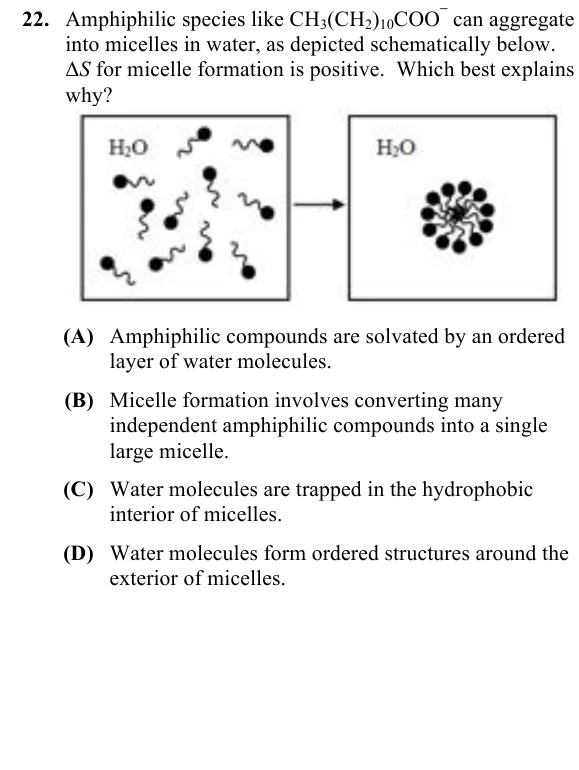 22. Amphiphilic species like CH₃(CH₂)₁₀COO⁻ can aggregate
into micelles in water, as depicted schematically below.
ΔS for micelle formation is positive. Which best explains
why?
H₂O
H₂O
(A) Amphiphilic compounds are solvated by an ordered
layer of water molecules.
(B) Micelle formation involves converting many
independent amphiphilic compounds into a single
large micelle.
(C) Water molecules are trapped in the hydrophobic
interior of micelles.
(D) Water molecules form ordered structures around the
exterior of micelles.